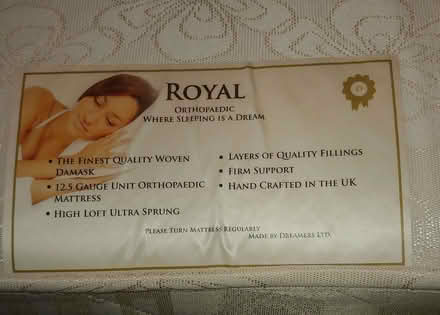 ROYAL
ORTHOPAEDIC
WHERE SLEEPING IS A DREAM
• THE FINEST QUALITY WOVEN
DAMASK
• 12.5 GAUGE UNIT ORTHOPAEDIC
MATTRESS
• HIGH LOFT ULTRA SPRUNG
• LAYERS OF QUALITY FILLINGS
• FIRM SUPPORT
• HAND CRAFTED IN THE UK
PLEASE TURN MATTRESS REGULARLY
MADE BY DREAMERS LTD.